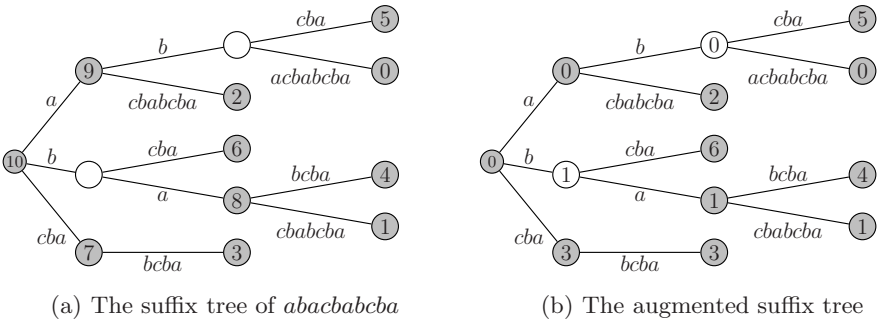 cba 5 cba 5
b b 0
9 acbabcba 0 0 acbabcba 0
a cbabcba 2 a cbabcba 2
10 b cba 6 0 b cba 6
bcba 4 1 bcba 4
a 8 a 1
cbabcba 1 cbabcba 1
cba cba
7 bcba 3 3 bcba 3
(a) The suffix tree of abacbabcba (b) The augmented suffix tree